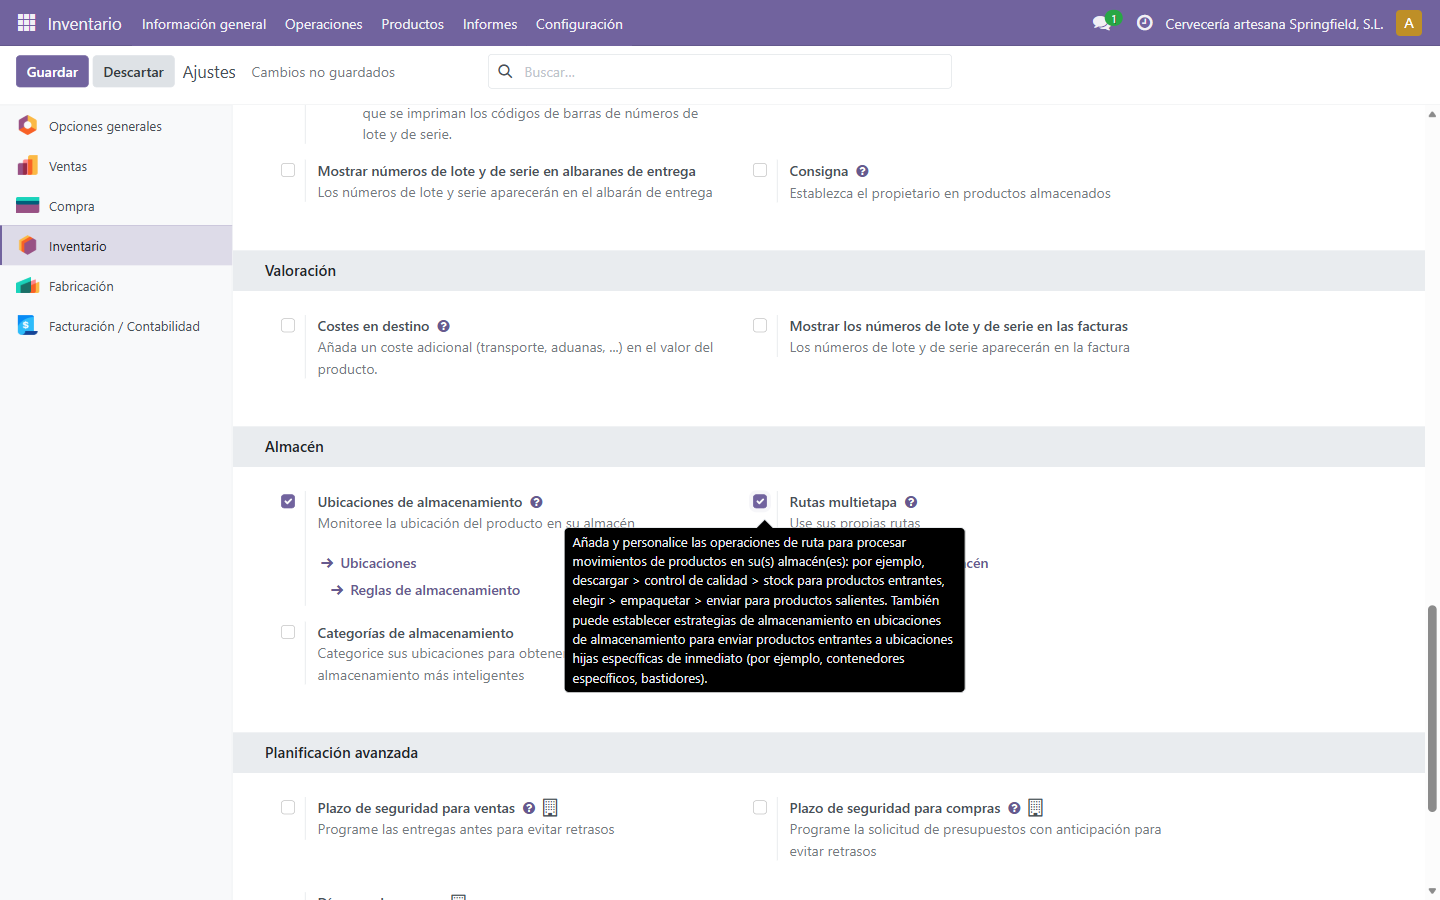 Inventario
Información general
Operaciones
Productos
Informes
Configuración
1
Cervecería artesana Springfield, S.L.
A
Guardar
Descartar
Ajustes
Cambios no guardados
Buscar...
Opciones generales
Ventas
Compra
Inventario
Fabricación
Facturación / Contabilidad
que se impriman los códigos de barras de números de
lote y de serie.
Mostrar números de lote y de serie en albaranes de entrega
Los números de lote y serie aparecerán en el albarán de entrega
Consigna
Establezca el propietario en productos almacenados
Valoración
Costes en destino
Añada un coste adicional (transporte, aduanas, ...) en el valor del
producto.
Mostrar los números de lote y de serie en las facturas
Los números de lote y de serie aparecerán en la factura
Almacén
Ubicaciones de almacenamiento
Monitoree la ubicación del producto en su almacén
Ubicaciones
Reglas de almacenamiento
Rutas multietapa
Use sus propias rutas
Añada y personalice las operaciones de ruta para procesar
movimientos de productos en su(s) almacén(es): por ejemplo,
descargar > control de calidad > stock para productos entrantes,
elegir > empaquetar > enviar para productos salientes. También
puede establecer estrategias de almacenamiento en ubicaciones
de almacenamiento para enviar productos entrantes a ubicaciones
hijas específicas de inmediato (por ejemplo, contenedores
específicos, bastidores).
Categorías de almacenamiento
Categorice sus ubicaciones para obtener
almacenamiento más inteligentes
Planificación avanzada
Plazo de seguridad para ventas
Programe las entregas antes para evitar retrasos
Plazo de seguridad para compras
Programe la solicitud de presupuestos con anticipación para
evitar retrasos